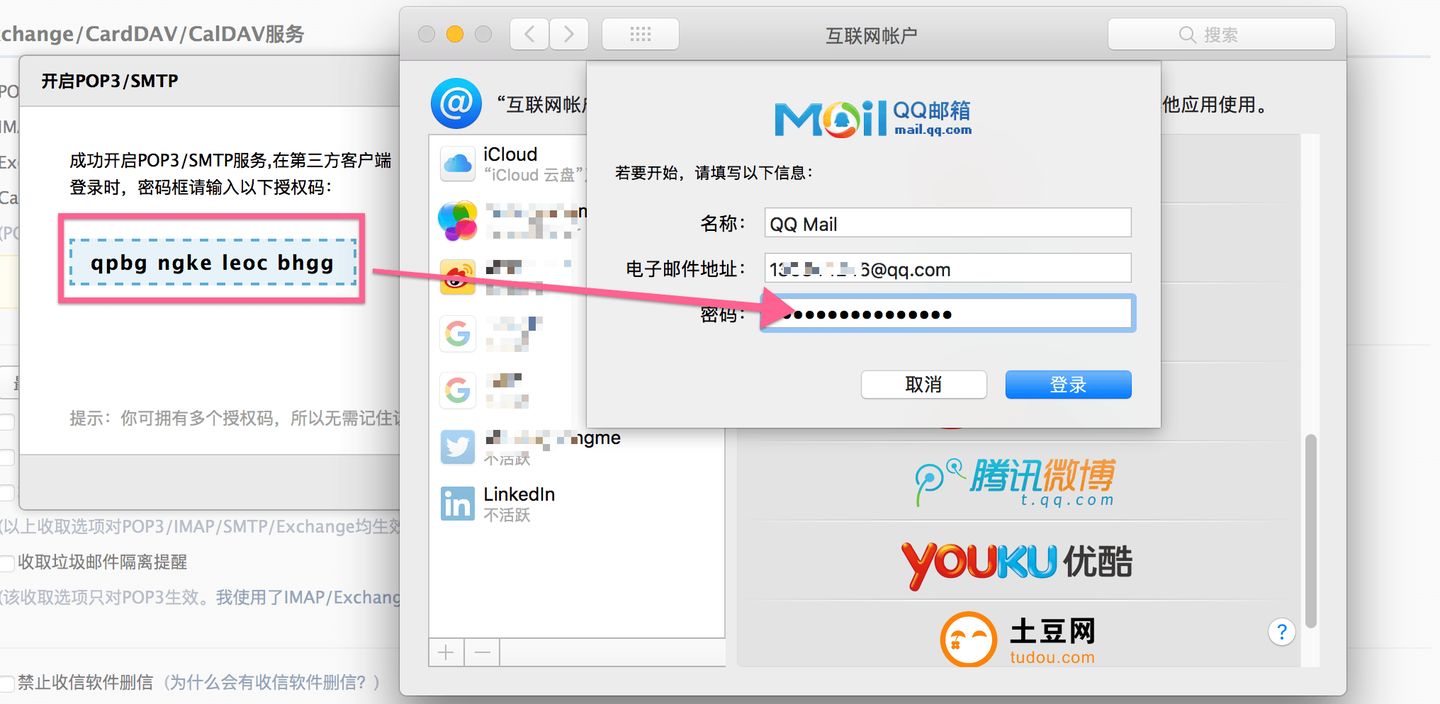 change/CardDAV/CalDAV服务
开启POP3/SMTP
成功开启POP3/SMTP服务,在第三方客户端
登录时，密码框请输入以下授权码：
qpbg ngke leoc bhgg
提示：你可拥有多个授权码，所以无需记住
(以上收取选项对POP3/IMAP/SMTP/Exchange均生效
收取垃圾邮件隔离提醒
(该收取选项只对POP3生效。我使用了IMAP/Exchang
禁止收信软件删信（为什么会有收信软件删信？）
互联网帐户
搜索
“互联网帐户
他应用使用。
iCloud
“iCloud 云盘”
ngme
不活跃
LinkedIn
不活跃
Mail QQ邮箱
mail.qq.com
若要开始，请填写以下信息：
名称： QQ Mail
电子邮件地址： 6@qq.com
密码： ●●●●●●●●●●●●●●●
取消
登录
腾讯微博
t.qq.com
YOUKU优酷
土豆网
tudou.com
?